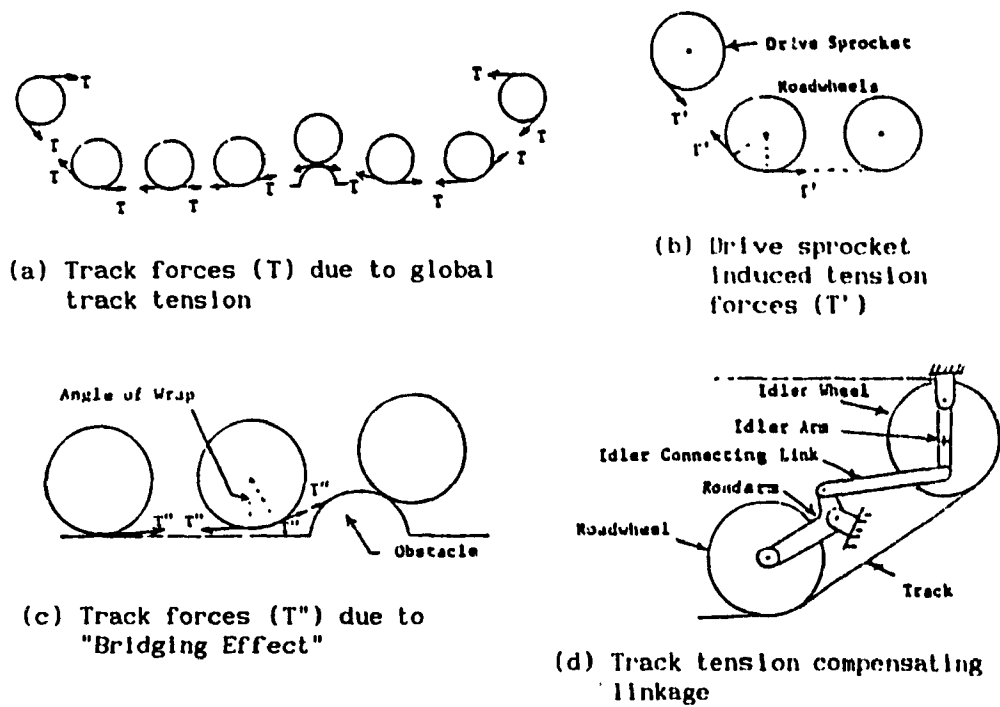 T T
T T
T T T T T T T T
(a) Track forces (T) due to global
track tension
Drive Sprocket
Roadwheels
T'
T'
T'
(b) Drive sprocket
induced tension
forces (T')
Angle of Wrap
T" T" T" T"
Obstacle
(c) Track forces (T") due to
"Bridging Effect"
Idler Wheel
Idler Arm
Idler Connecting Link
Roadarm
Roadwheel
Track
(d) Track tension compensating
linkage